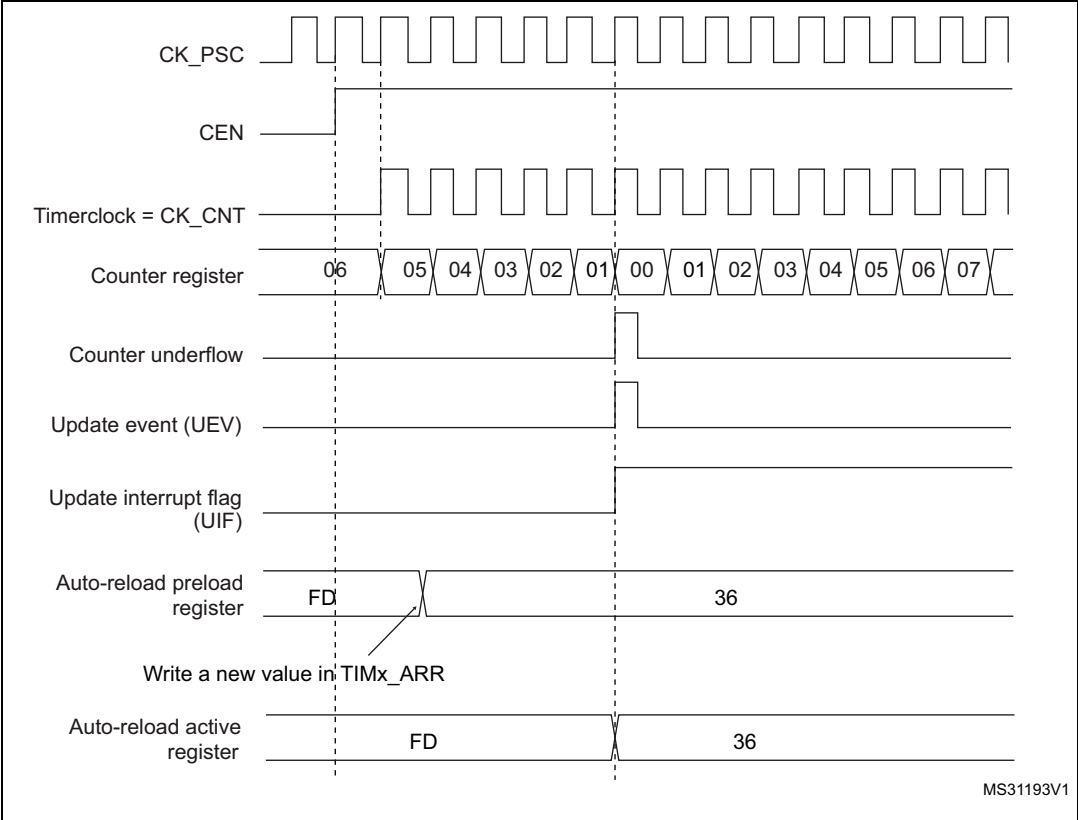 CK_PSC
CEN
Timerclock = CK_CNT
Counter register
06 05 04 03 02 01 00 01 02 03 04 05 06 07
Counter underflow
Update event (UEV)
Update interrupt flag
(UIF)
Auto-reload preload
register
FD 36
Write a new value in TIMx_ARR
Auto-reload active
register
FD 36
MS31193V1